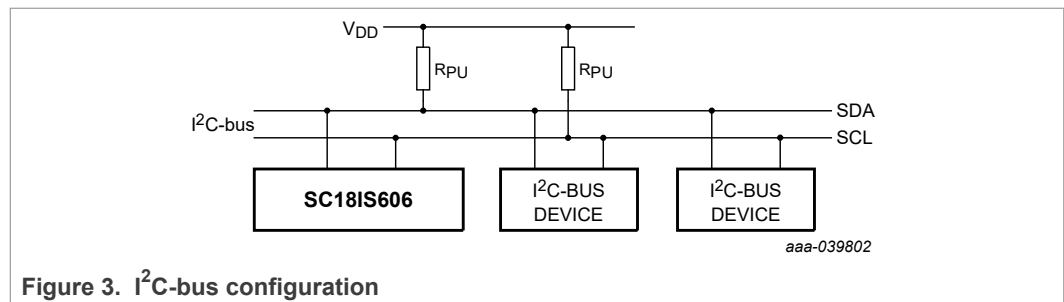 VDD
RPU
RPU
SDA
I²C-bus
SCL
SC18IS606
I²C-BUS
DEVICE
I²C-BUS
DEVICE
aaa-039802
Figure 3. I²C-bus configuration